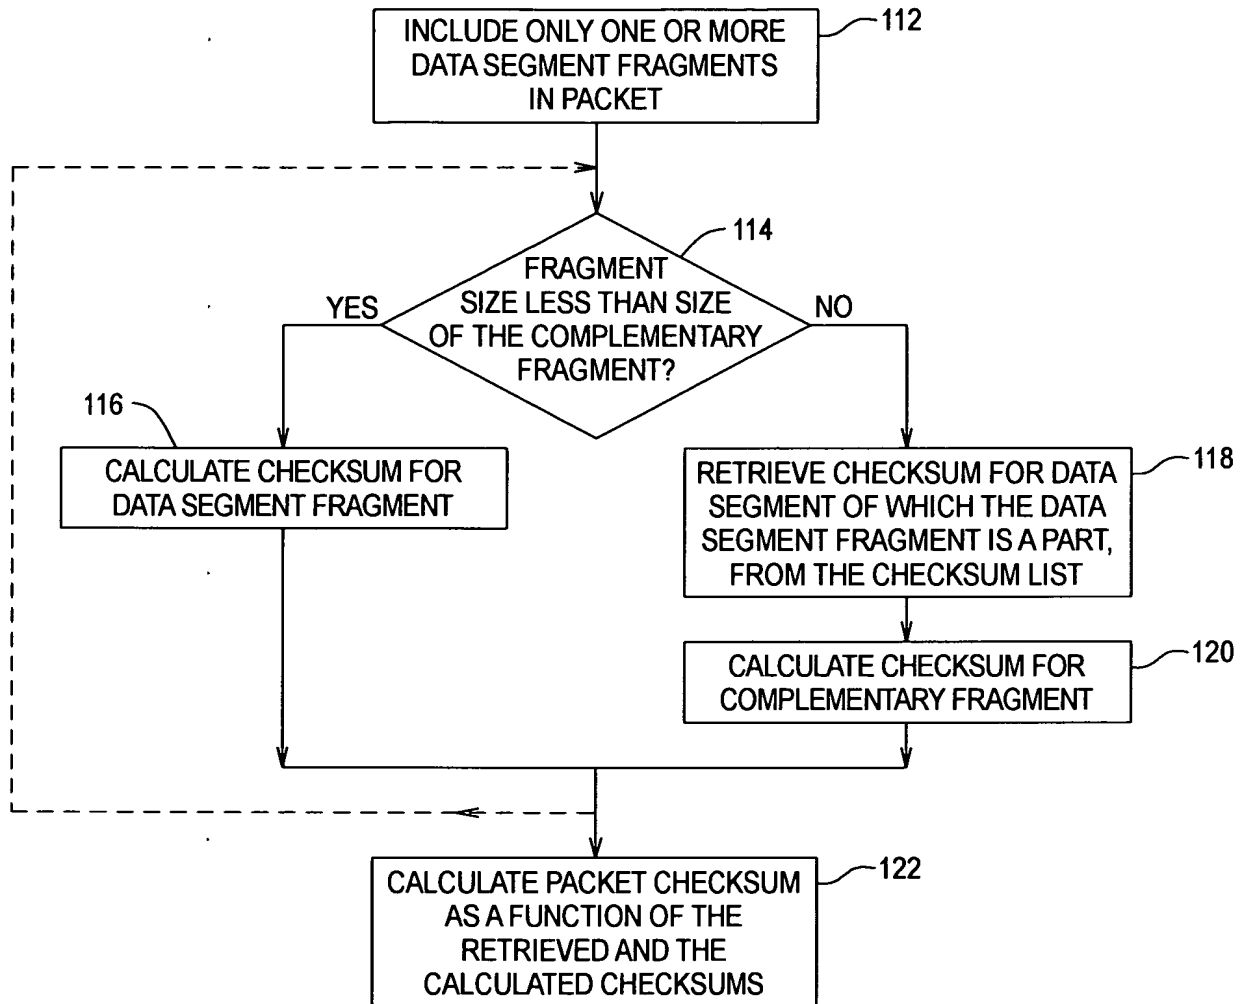 INCLUDE ONLY ONE OR MORE
DATA SEGMENT FRAGMENTS
IN PACKET
112
114
FRAGMENT
SIZE LESS THAN SIZE
OF THE COMPLEMENTARY
FRAGMENT?
YES
NO
116
CALCULATE CHECKSUM FOR
DATA SEGMENT FRAGMENT
118
RETRIEVE CHECKSUM FOR DATA
SEGMENT OF WHICH THE DATA
SEGMENT FRAGMENT IS A PART,
FROM THE CHECKSUM LIST
120
CALCULATE CHECKSUM FOR
COMPLEMENTARY FRAGMENT
122
CALCULATE PACKET CHECKSUM
AS A FUNCTION OF THE
RETRIEVED AND THE
CALCULATED CHECKSUMS